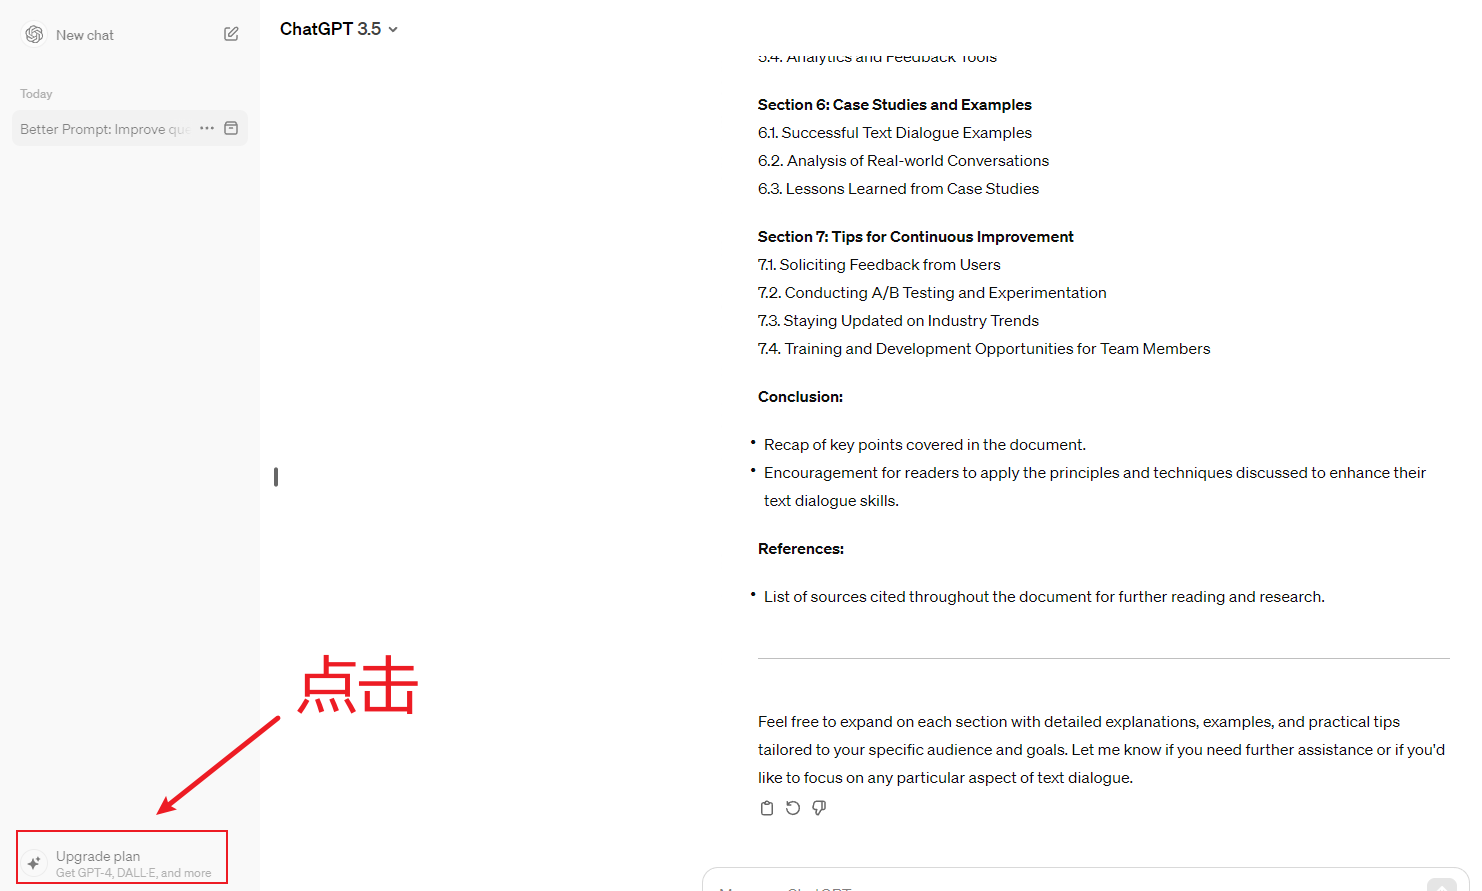 New chat
Today
Better Prompt: Improve que
ChatGPT 3.5
5.4. Analytics and Feedback Tools
Section 6: Case Studies and Examples
6.1. Successful Text Dialogue Examples
6.2. Analysis of Real-world Conversations
6.3. Lessons Learned from Case Studies
Section 7: Tips for Continuous Improvement
7.1. Soliciting Feedback from Users
7.2. Conducting A/B Testing and Experimentation
7.3. Staying Updated on Industry Trends
7.4. Training and Development Opportunities for Team Members
Conclusion:
• Recap of key points covered in the document.
• Encouragement for readers to apply the principles and techniques discussed to enhance their
text dialogue skills.
References:
• List of sources cited throughout the document for further reading and research.
点击
Feel free to expand on each section with detailed explanations, examples, and practical tips
tailored to your specific audience and goals. Let me know if you need further assistance or if you'd
like to focus on any particular aspect of text dialogue.
Upgrade plan
Get GPT-4, DALL·E, and more
Message ChatGPT